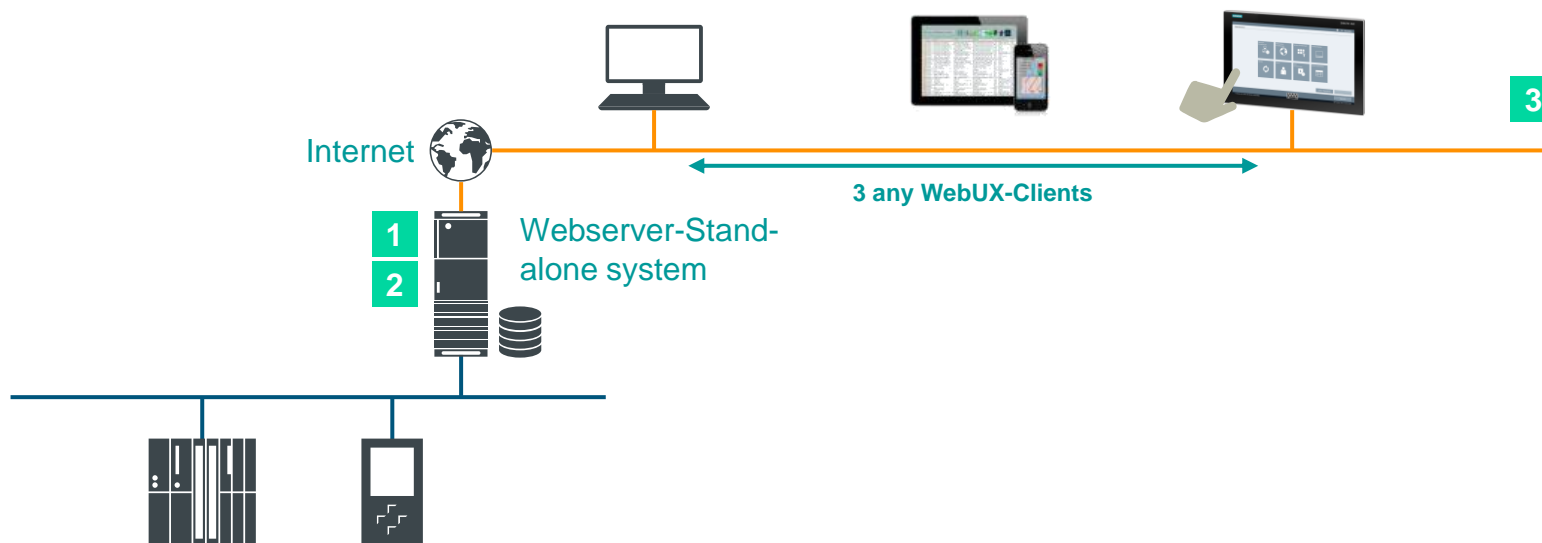 3
Internet
3 any WebUX-Clients
1
Webserver-Stand-
alone system
2